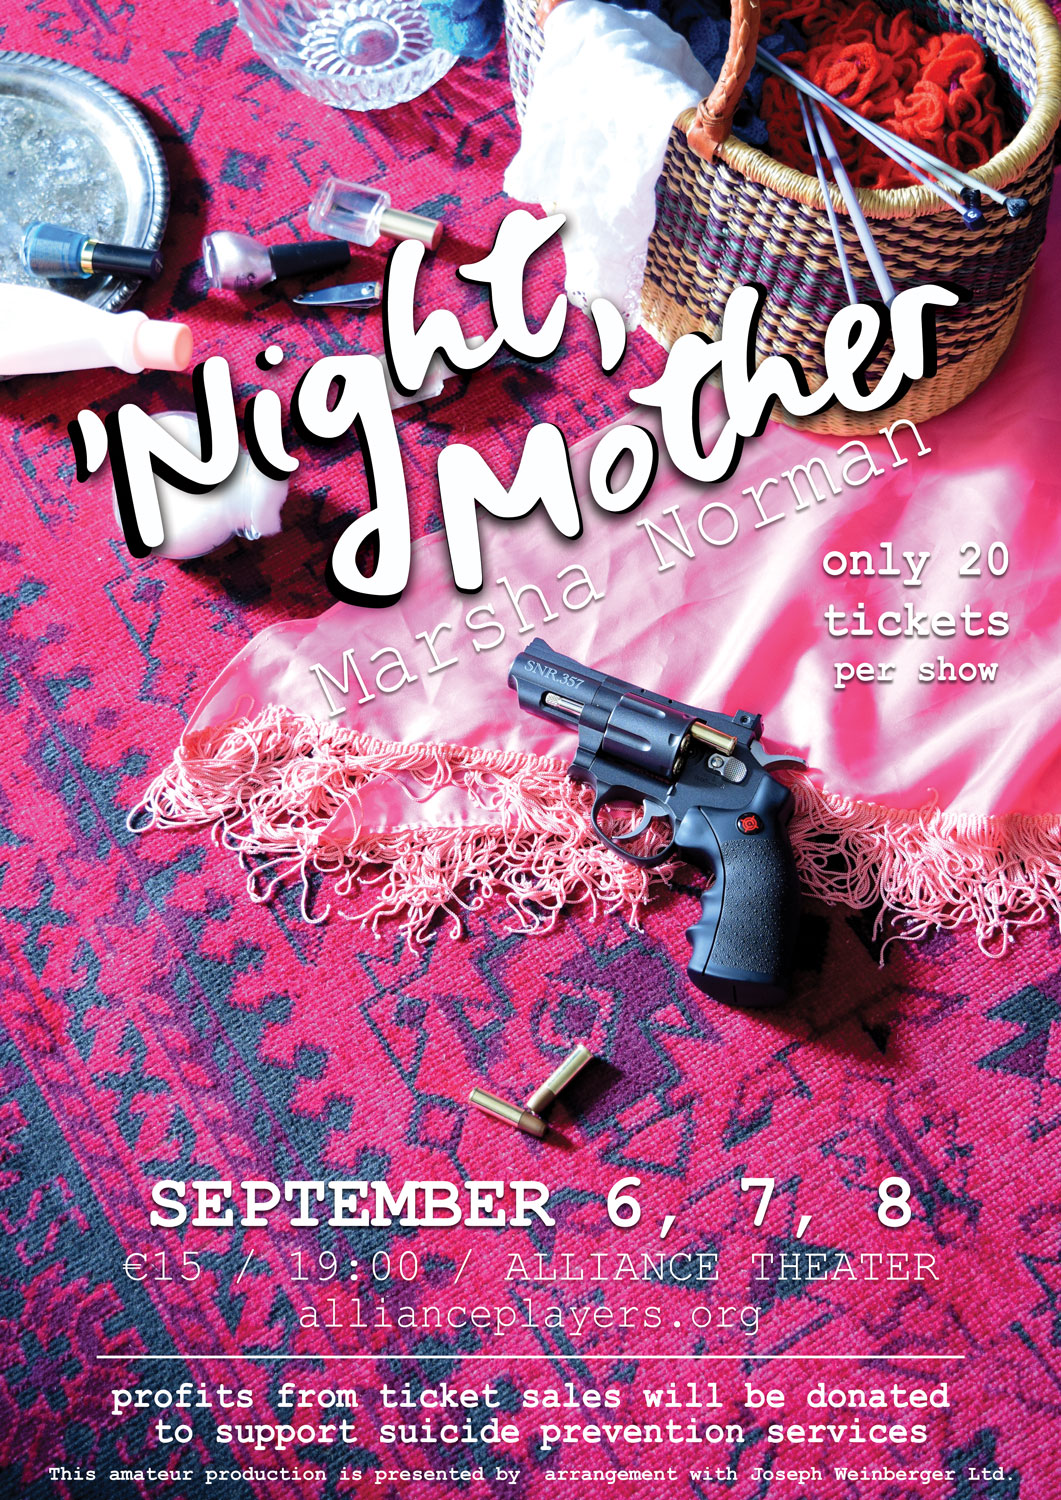 'Night,
Mother
Marsha Norman
only 20
tickets
per show
SNR.357
SEPTEMBER 6, 7, 8
€15 / 19:00 / ALLIANCE THEATER
allianceplayers.org
profits from ticket sales will be donated
to support suicide prevention services
This amateur production is presented by arrangement with Joseph Weinberger Ltd.